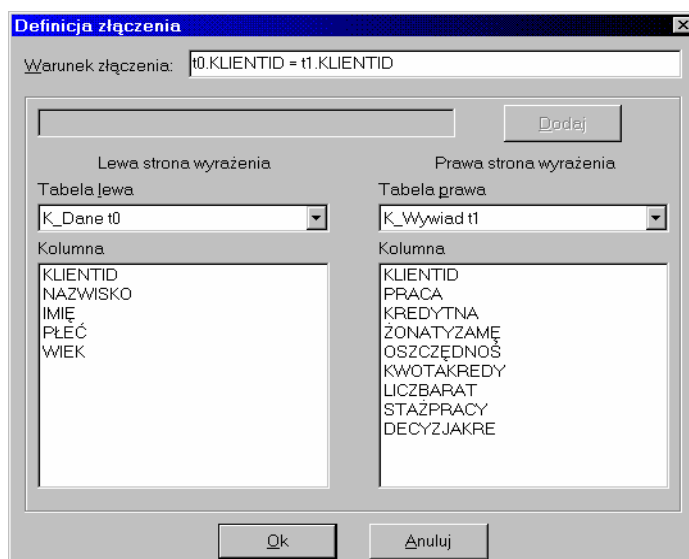 Definicja złączenia
Warunek złączenia: t0.KLIENTID = t1.KLIENTID
Dodaj
Lewa strona wyrażenia Prawa strona wyrażenia
Tabela lewa Tabela prawa
K_Dane t0 K_Wywiad t1
Kolumna Kolumna
KLIENTID KLIENTID
NAZWISKO PRACA
IMIĘ KREDYTNA
PŁEĆ ŻONATYZAMĘ
WIEK OSZCZĘDNOŚ
KWOTAKREDY
LICZBARAT
STAŻPRACY
DECYZJAKRE
Ok Anuluj